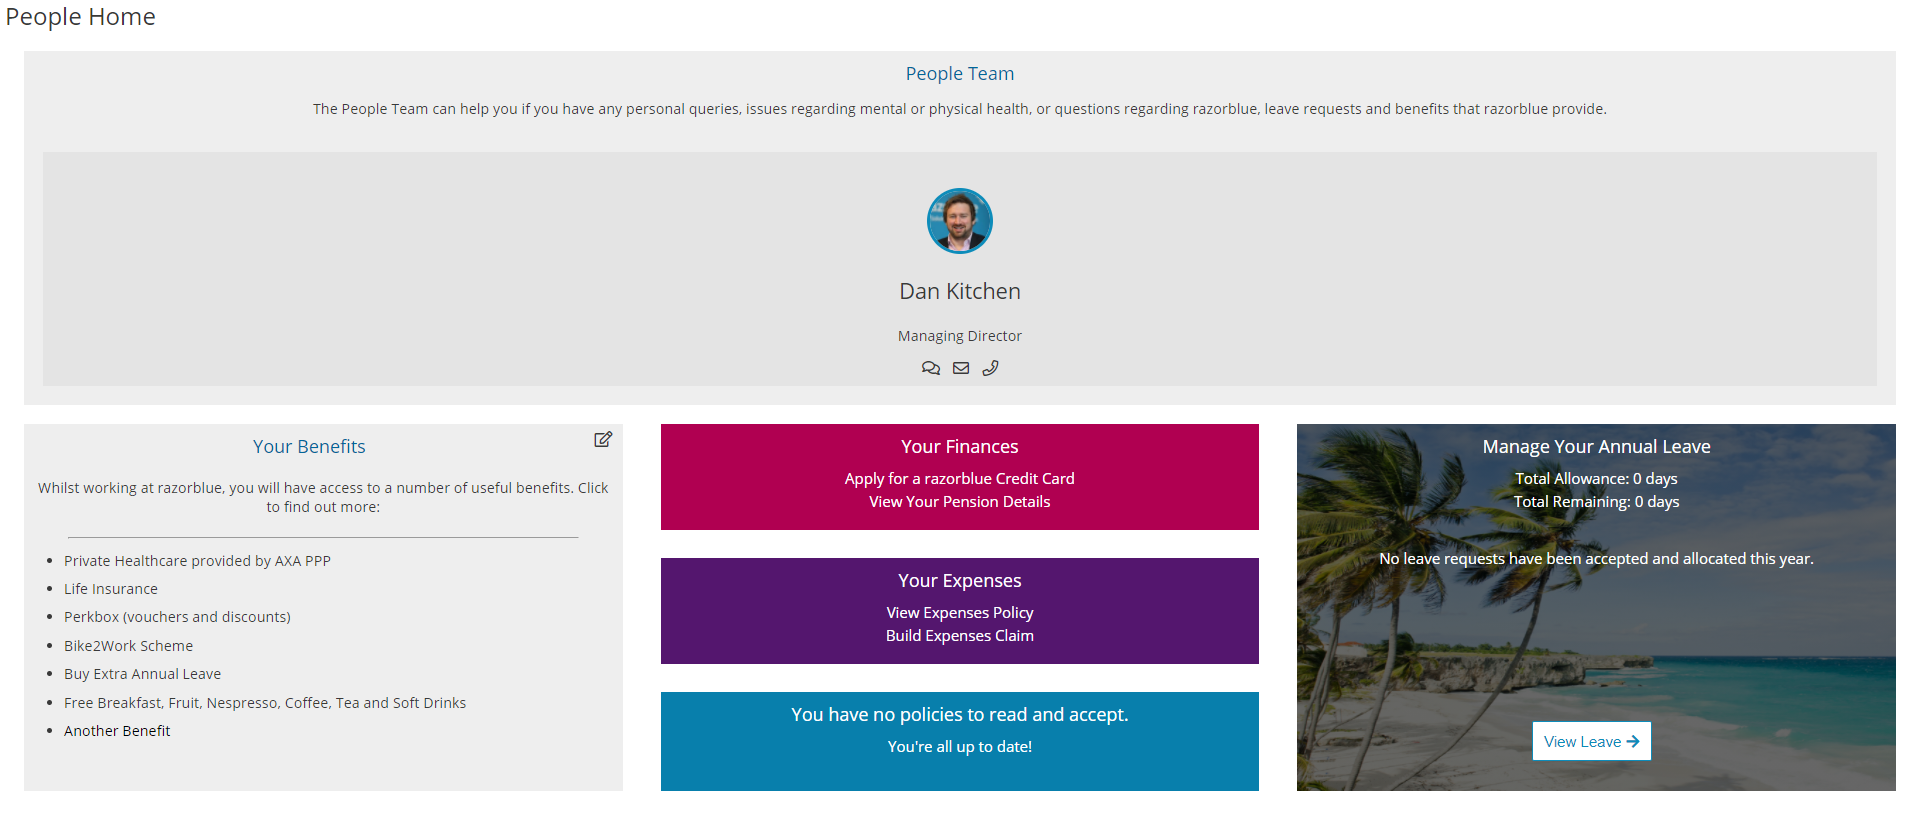 People Home
People Team
The People Team can help you if you have any personal queries, issues regarding mental or physical health, or questions regarding razorblue, leave requests and benefits that razorblue provide.
Dan Kitchen
Managing Director
Your Benefits
Whilst working at razorblue, you will have access to a number of useful benefits. Click
to find out more:
Private Healthcare provided by AXA PPP
Life Insurance
Perkbox (vouchers and discounts)
Bike2Work Scheme
Buy Extra Annual Leave
Free Breakfast, Fruit, Nespresso, Coffee, Tea and Soft Drinks
Another Benefit
Your Finances
Apply for a razorblue Credit Card
View Your Pension Details
Your Expenses
View Expenses Policy
Build Expenses Claim
You have no policies to read and accept.
You're all up to date!
Manage Your Annual Leave
Total Allowance: 0 days
Total Remaining: 0 days
No leave requests have been accepted and allocated this year.
View Leave